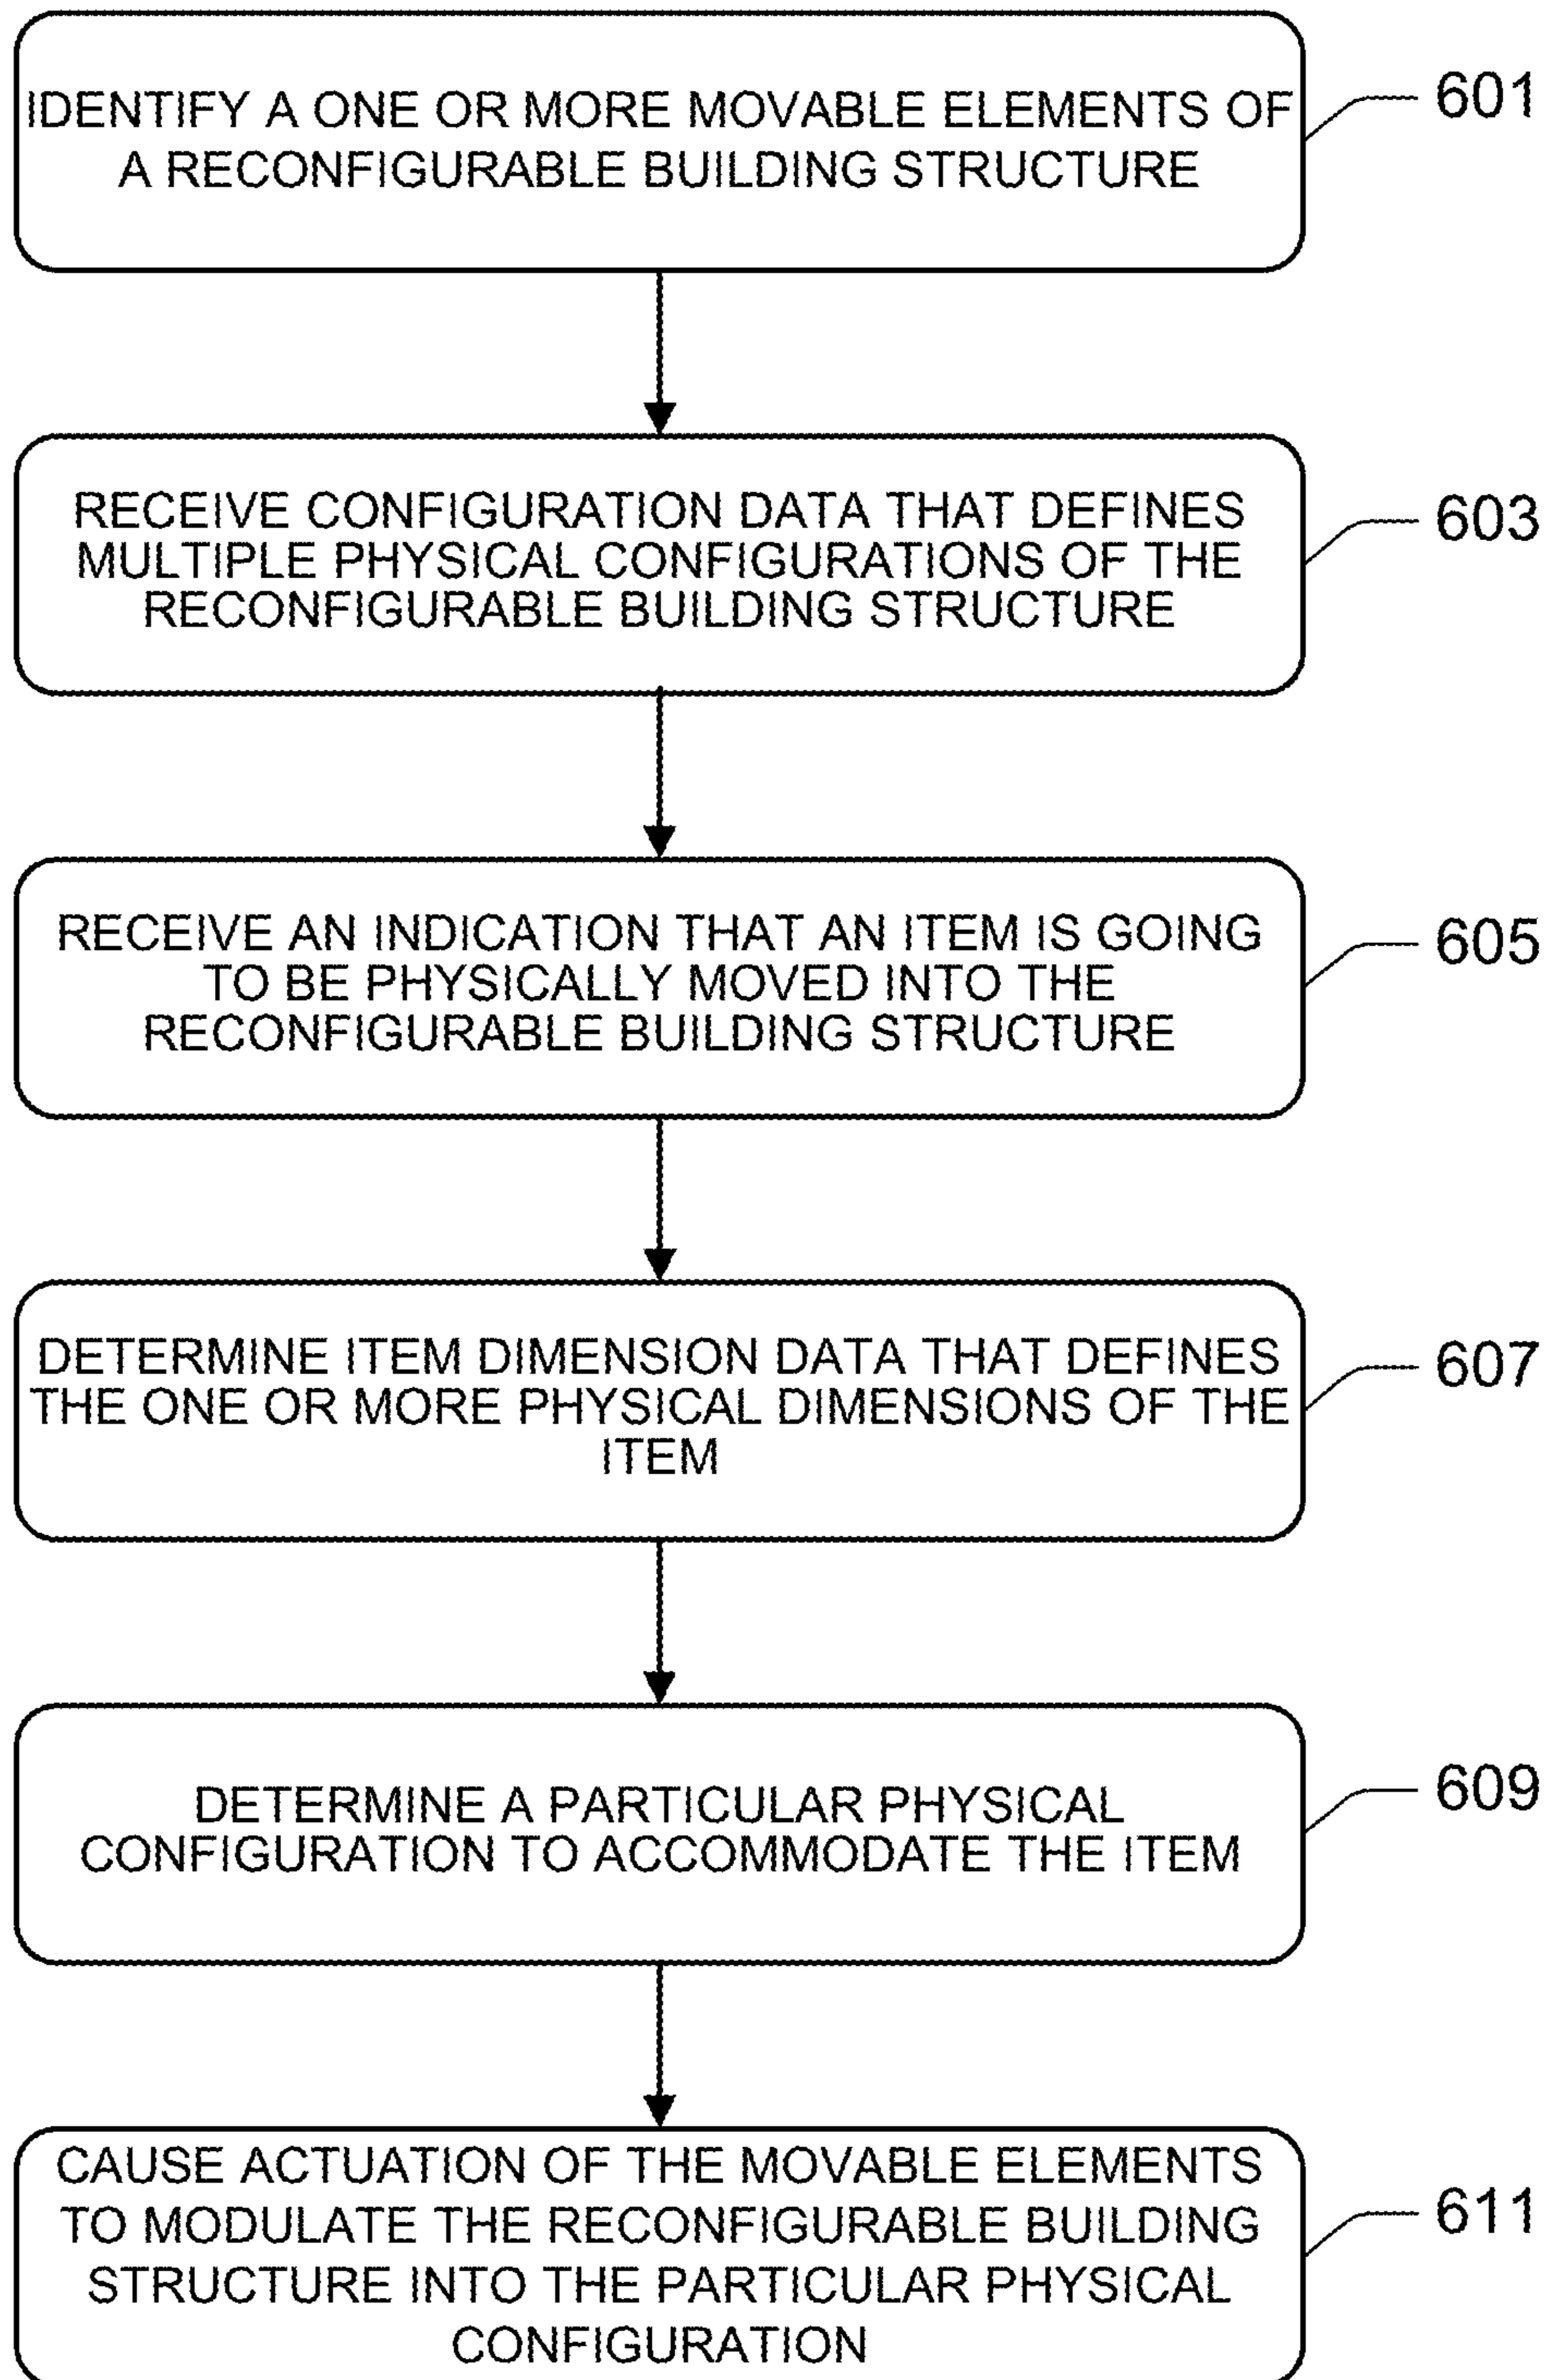 IDENTIFY A ONE OR MORE MOVABLE ELEMENTS OF
A RECONFIGURABLE BUILDING STRUCTURE
601
RECEIVE CONFIGURATION DATA THAT DEFINES
MULTIPLE PHYSICAL CONFIGURATIONS OF THE
RECONFIGURABLE BUILDING STRUCTURE
603
RECEIVE AN INDICATION THAT AN ITEM IS GOING
TO BE PHYSICALLY MOVED INTO THE
RECONFIGURABLE BUILDING STRUCTURE
605
DETERMINE ITEM DIMENSION DATA THAT DEFINES
THE ONE OR MORE PHYSICAL DIMENSIONS OF THE
ITEM
607
DETERMINE A PARTICULAR PHYSICAL
CONFIGURATION TO ACCOMMODATE THE ITEM
609
CAUSE ACTUATION OF THE MOVABLE ELEMENTS
TO MODULATE THE RECONFIGURABLE BUILDING
STRUCTURE INTO THE PARTICULAR PHYSICAL
CONFIGURATION
611